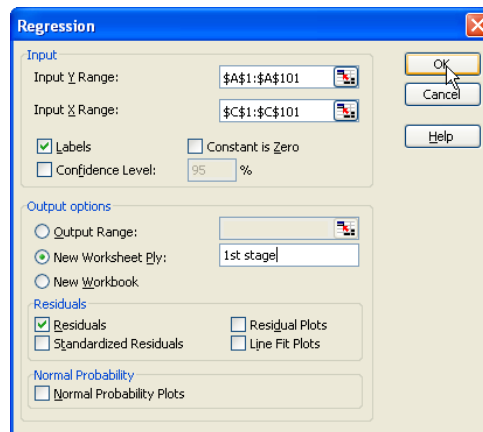 Regression
Input
Input Y Range: $A$1:$A$101
Input X Range: $C$1:$C$101
Labels Constant is Zero
Confidence Level: 95 %
OK
Cancel
Help
Output options
Output Range:
New Worksheet Ply: 1st stage
New Workbook
Residuals
Residuals Residual Plots
Standardized Residuals Line Fit Plots
Normal Probability
Normal Probability Plots